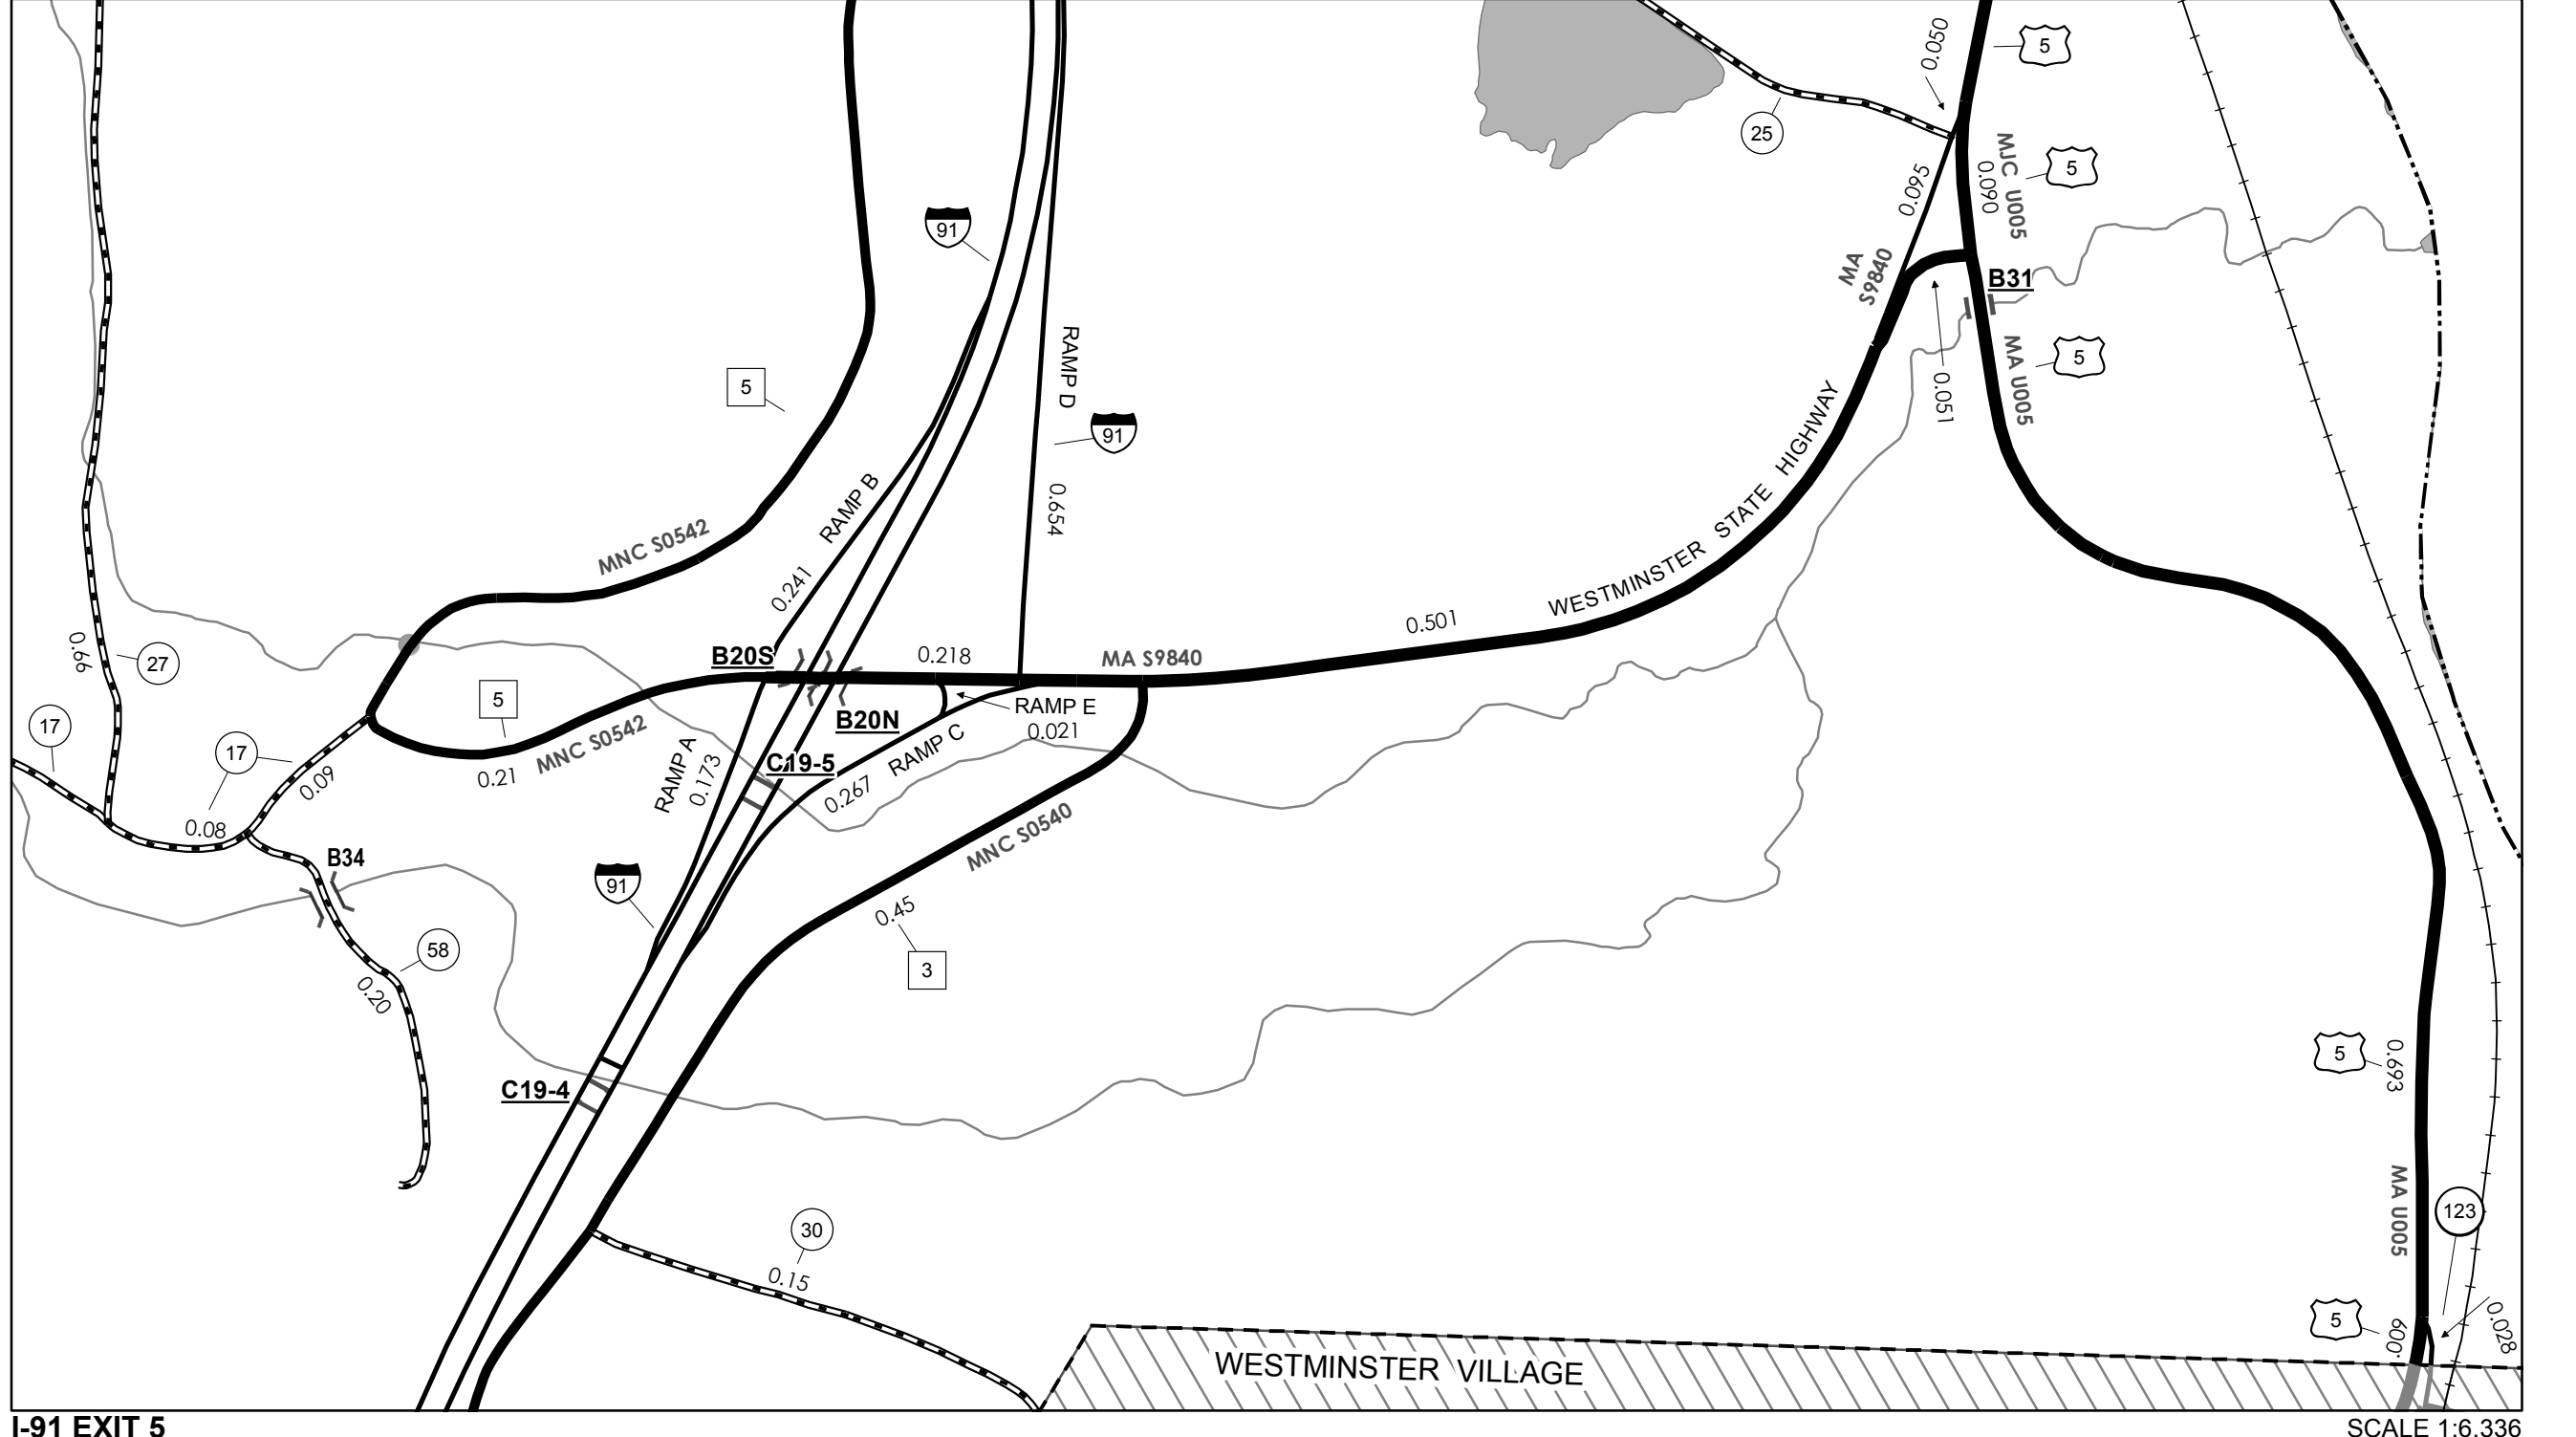 0.050
5
25
MJC U005
0.090
5
0.095
91
MA
S9840
B31
RAMP D
MA U005
5
0.051
5
91
WESTMINSTER STATE HIGHWAY
RAMP B
0.654
MNC S0542
0.241
0.66
27
B20S
0.218
MA S9840
0.501
5
17
17
MNC S0542
0.21
0.09
0.08
B20N
RAMP E
0.021
RAMP A
0.173
C19-5
RAMP C
0.267
MNC S0540
B34
91
0.45
3
58
0.20
C19-4
5
0.693
MA U005
123
30
0.15
5
.009
0.028
WESTMINSTER VILLAGE
I-91 EXIT 5
SCALE 1:6,336